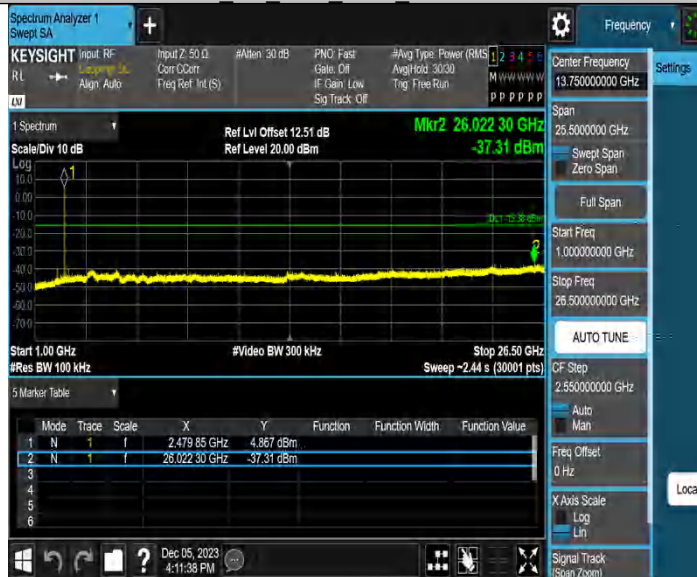 Spectrum Analyzer 1
Swept SA
+
Frequency
KEYSIGHT
Input: RF
Coupling: DC
Align: Auto
Input Z: 50 Ω
Corr CCorr
Freq Ref: Int (S)
#Atten: 30 dB
PNO: Fast
Gate: Off
IF Gain: Low
Sig Track: Off
#Avg Type: Power (RMS
Avg|Hold: 30/30
Trig: Free Run
1 2 3 4 5 6
M W W W W W
P P P P P P
RL
LXI
Center Frequency
13.750000000 GHz
Settings
Span
25.5000000 GHz
Swept Span
Zero Span
Full Span
Start Freq
1.000000000 GHz
Stop Freq
26.500000000 GHz
AUTO TUNE
CF Step
2.550000000 GHz
Auto
Man
Freq Offset
0 Hz
X Axis Scale
Log
Lin
Signal Track
(Span Zoom)
Loca
1 Spectrum
Scale/Div 10 dB
Ref Lvl Offset 12.51 dB
Ref Level 20.00 dBm
Mkr2 26.022 30 GHz
-37.31 dBm
Log
10.0
0.00
-10.0
-20.0
-30.0
-40.0
-50.0
-60.0
-70.0
1
2
DL1 -15.38 dBm
Start 1.00 GHz
#Res BW 100 kHz
#Video BW 300 kHz
Stop 26.50 GHz
Sweep ~2.44 s (30001 pts)
5 Marker Table
Mode Trace Scale X Y Function Function Width Function Value
1 N 1 f 2.479 85 GHz 4.867 dBm
2 N 1 f 26.022 30 GHz -37.31 dBm
3
4
5
6
?
Dec 05, 2023
4:11:38 PM